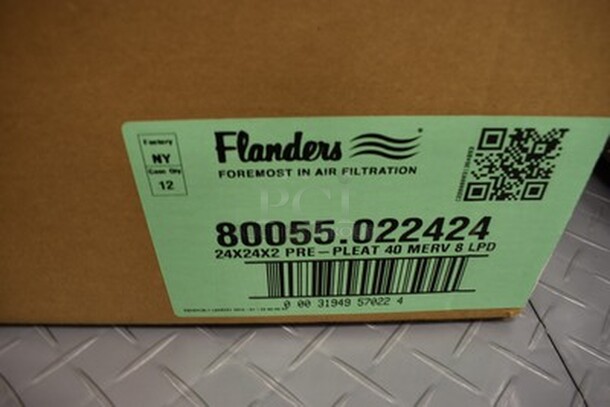 Factory
NY
Case Qty
12
Flanders
FOREMOST IN AIR FILTRATION
PCI
80055.022424
24X24X2 PRE-PLEAT 40 MERV 8 LPD
0 00 31949 57022 4